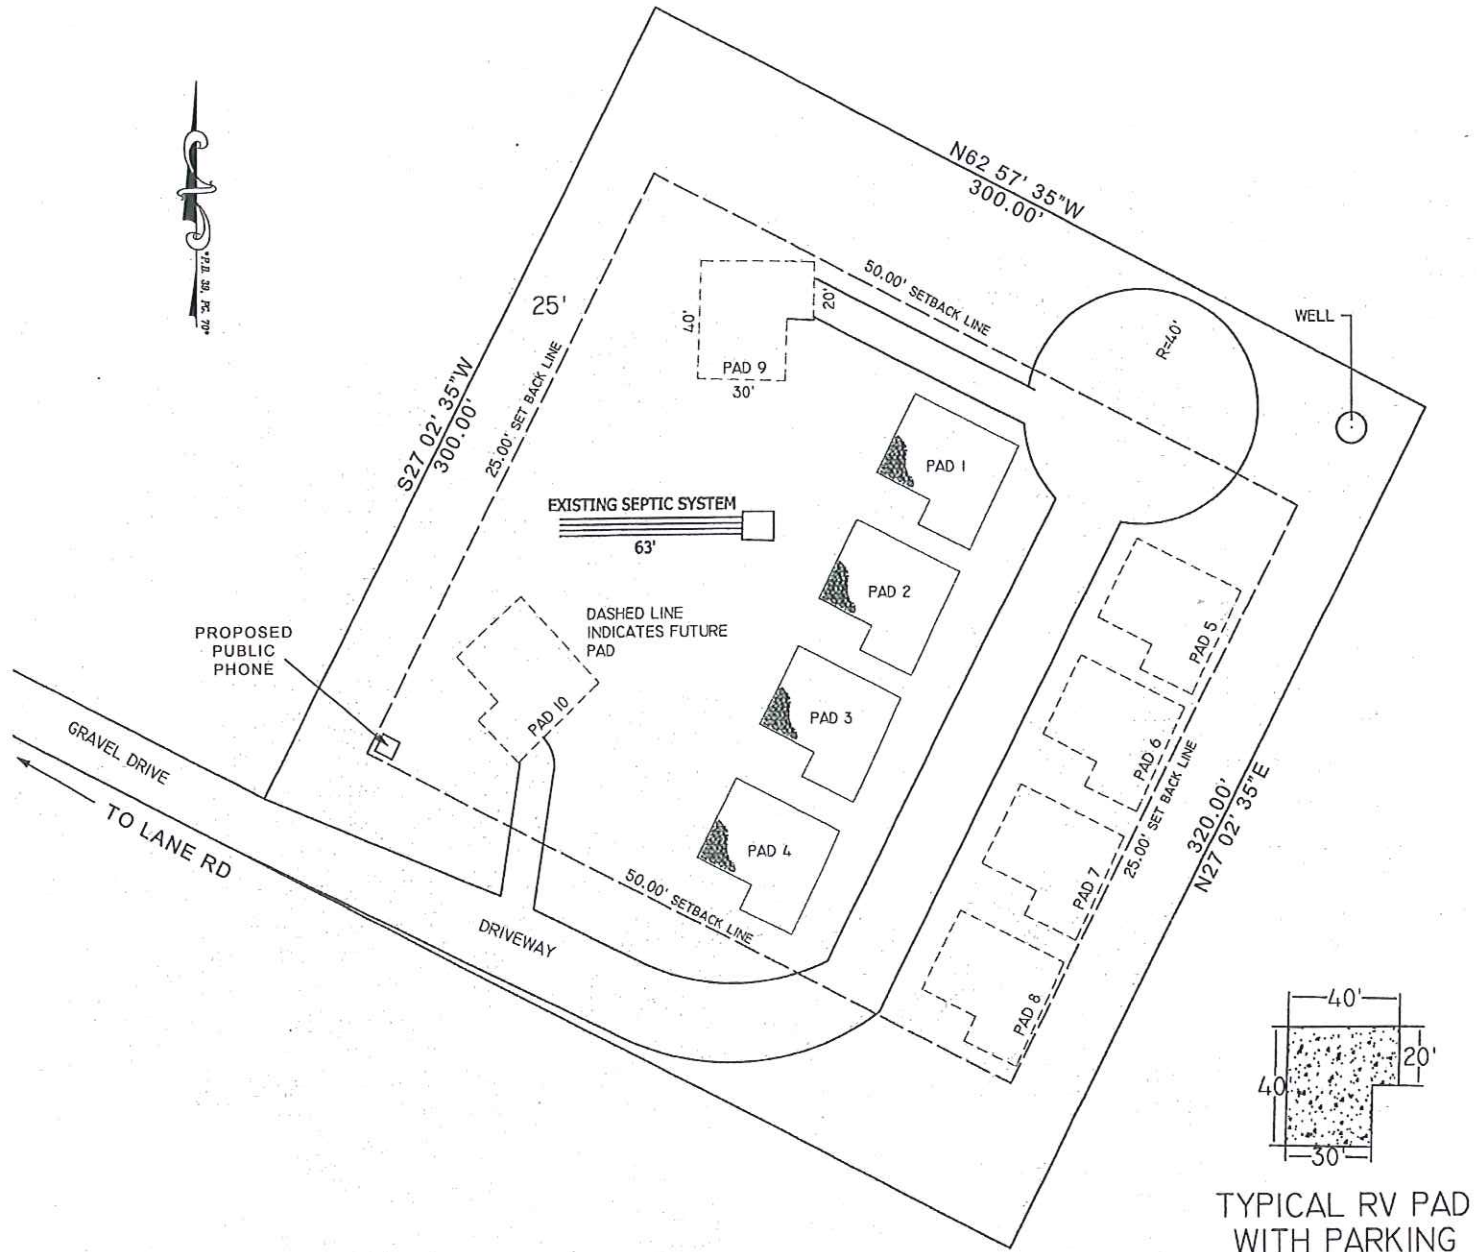 N62 57' 35"W
300.00'
"P.B. 39, PG. 70"
50.00' SETBACK LINE
R=40'
WELL
25'
40'
20'
PAD 9
30'
S27 02' 35"W
300.00'
25.00' SET BACK LINE
PAD 1
EXISTING SEPTIC SYSTEM
63'
PAD 2
PAD 5
DASHED LINE
INDICATES FUTURE
PAD
PROPOSED
PUBLIC
PHONE
PAD 10
PAD 3
PAD 6
GRAVEL DRIVE
TO LANE RD
PAD 4
PAD 7
25.00' SET BACK LINE
320.00'
N27 02' 35"E
50.00' SETBACK LINE
DRIVEWAY
PAD 8
40'
20'
40
30'
TYPICAL RV PAD
WITH PARKING